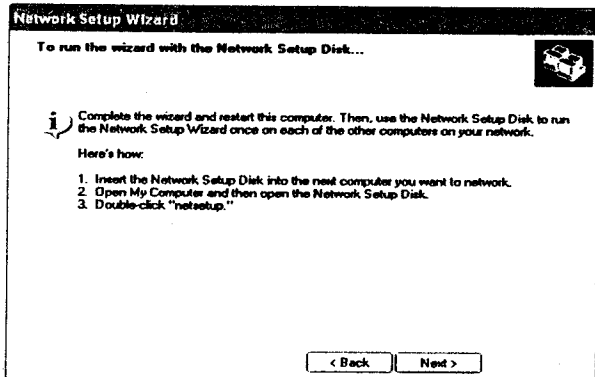 Network Setup Wizard
To run the wizard with the Network Setup Disk...
Complete the wizard and restart this computer. Then, use the Network Setup Disk to run
the Network Setup Wizard once on each of the other computers on your network.
Here's how:
1. Insert the Network Setup Disk into the next computer you want to network.
2. Open My Computer and then open the Network Setup Disk.
3. Double-click "netsetup."
< Back
Next >